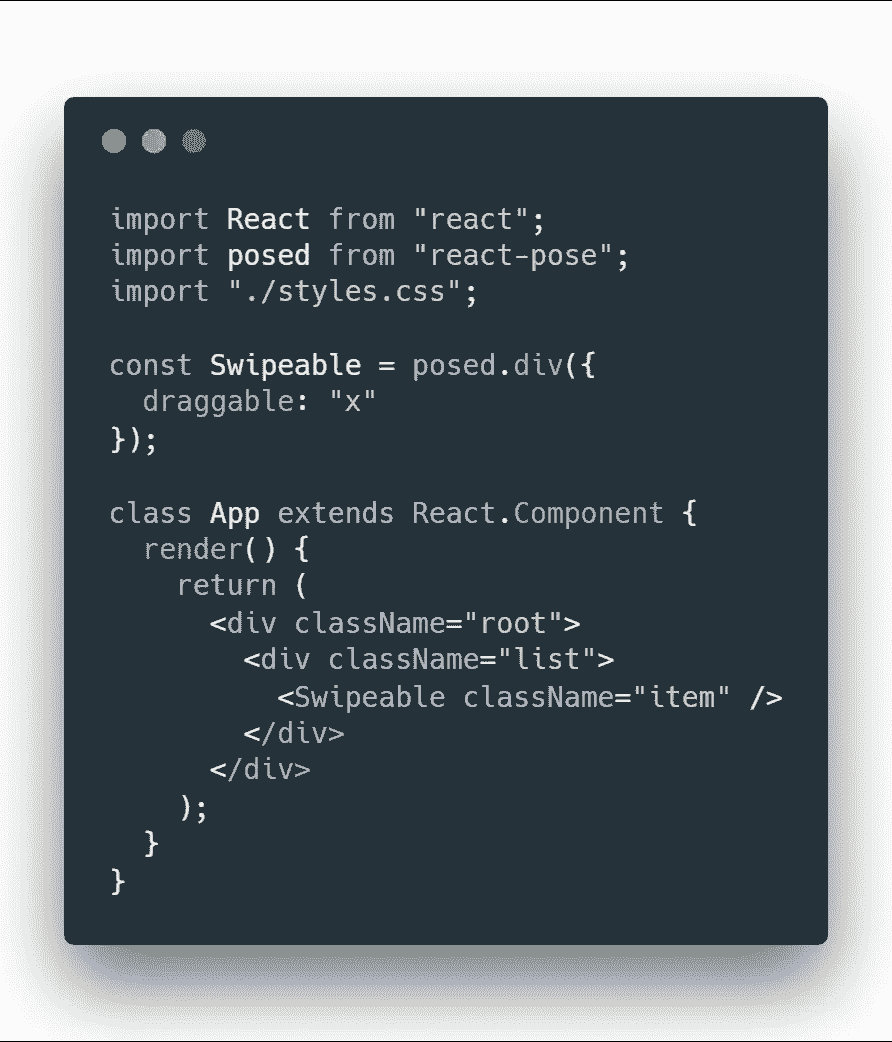 import React from "react";
import posed from "react-pose";
import "./styles.css";
const Swipeable = posed.div({
  draggable: "x"
});
class App extends React.Component {
  render() {
    return (
      <div className="root">
        <div className="list">
          <Swipeable className="item" />
        </div>
      </div>
    );
  }
}